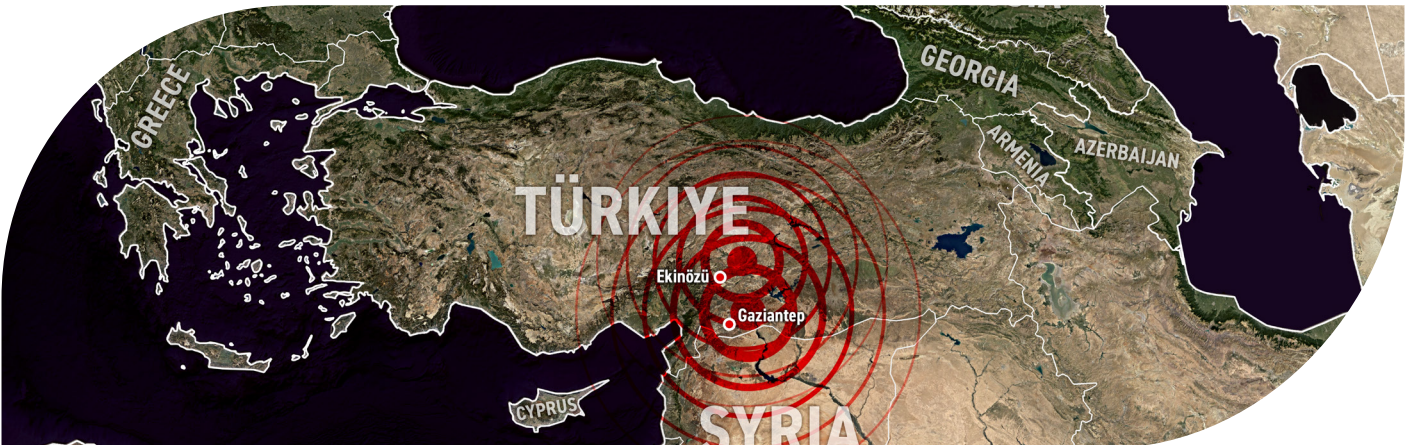 GREECE
GEORGIA
ARMENIA
AZERBAIJAN
TÜRKIYE
Ekinözü
Gaziantep
CYPRUS
SYRIA